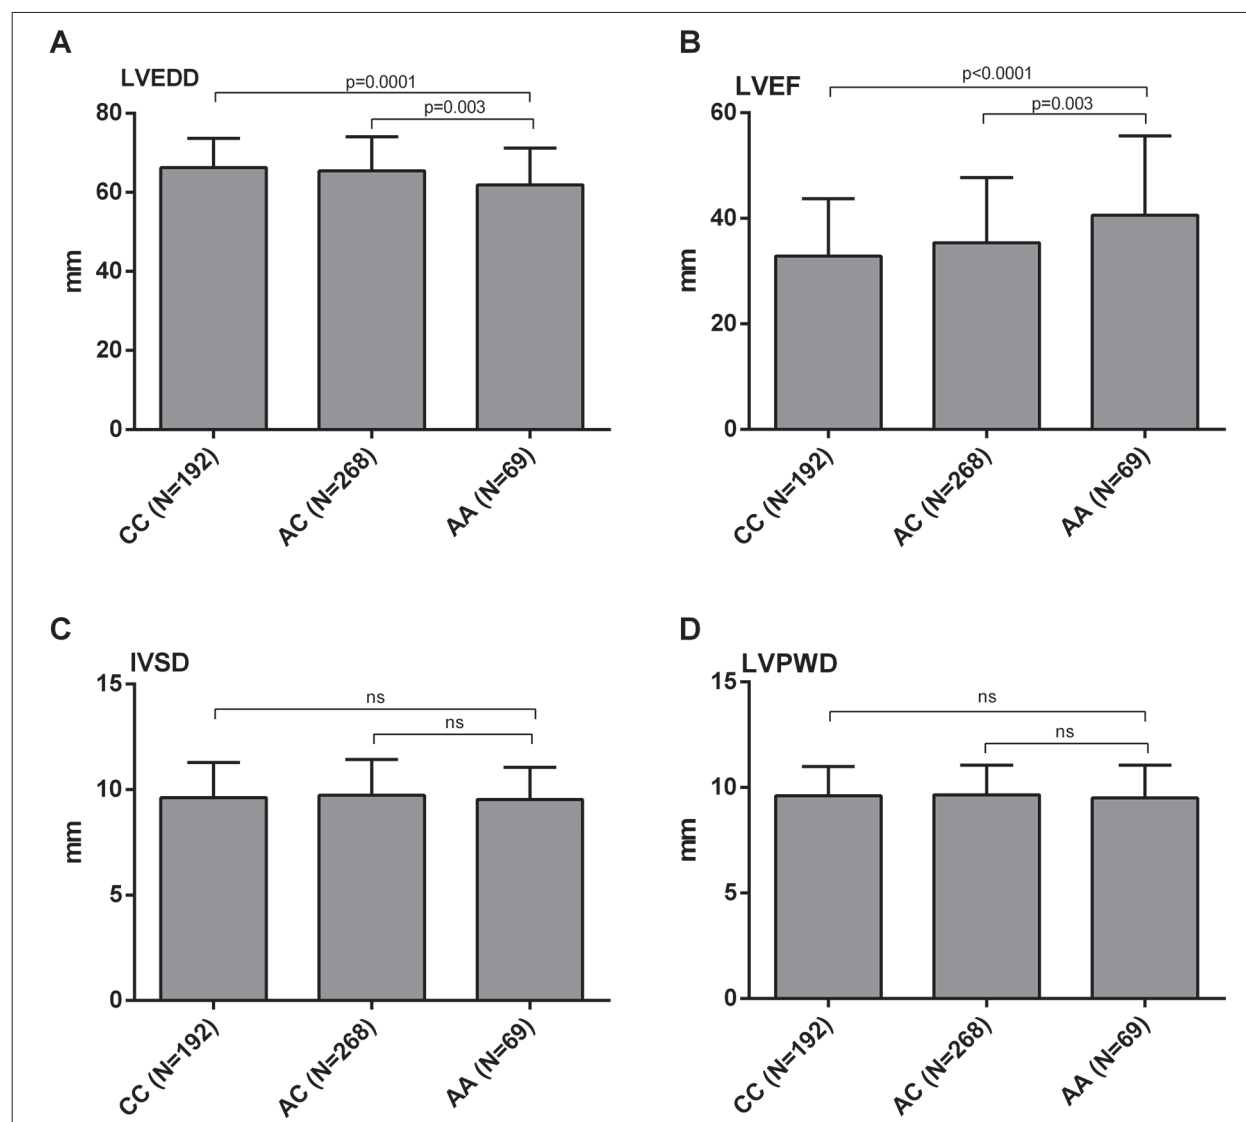 A
LVEDD
p=0.0001
p=0.003
80
60
40
20
0
mm
CC (N=192)
AC (N=268)
AA (N=69)
B
LVEF
p<0.0001
p=0.003
60
40
20
0
mm
CC (N=192)
AC (N=268)
AA (N=69)
C
IVSD
ns
ns
15
10
5
0
mm
CC (N=192)
AC (N=268)
AA (N=69)
D
LVPWD
ns
ns
15
10
5
0
mm
CC (N=192)
AC (N=268)
AA (N=69)